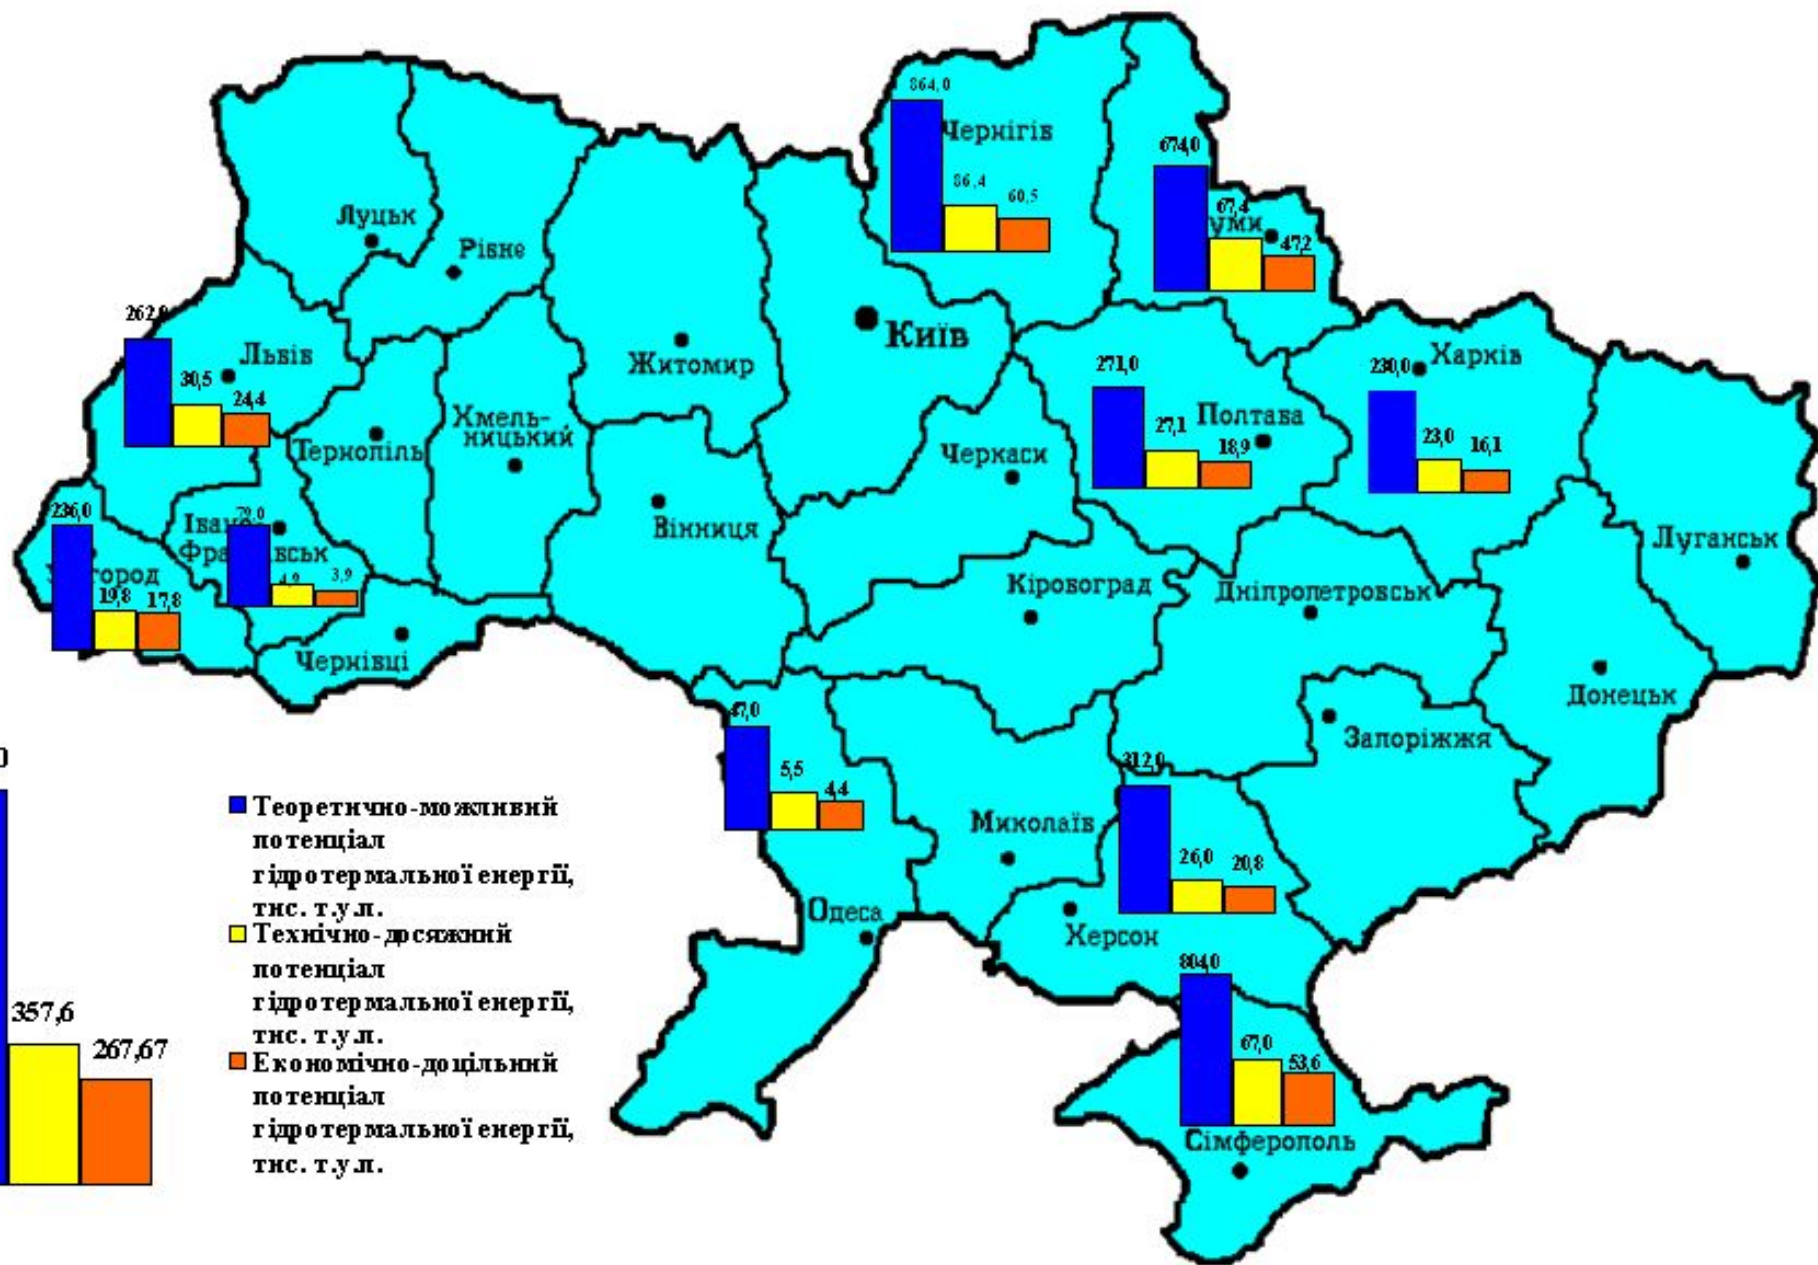 864,0
Чернігів
674,0
86,4
60,5
67,4
уми
47,2
Луцьк
Рівне
262,0
Львів
30,5
24,4
Житомир
Київ
271,0
27,1
18,9
Полтава
230,0
Харків
23,0
16,1
Тернопіль
Хмель-
ницький
Черкаси
Вінниця
236,0
19,8
17,8
79,0
4,9
3,9
Чернівці
Кіровоград
Дніпропетровськ
Луганськ
Донецьк
Запоріжжя
47,0
5,5
4,4
Миколаїв
312,0
26,0
20,8
Одеса
Херсон
804,0
67,0
53,6
Сімферополь
0
357,6
267,67
Теоретично-можливий
потенціал
гідротермальної енергії,
тис. т.у.п.
Технічно-досяжний
потенціал
гідротермальної енергії,
тис. т.у.п.
Економічно-доцільний
потенціал
гідротермальної енергії,
тис. т.у.п.